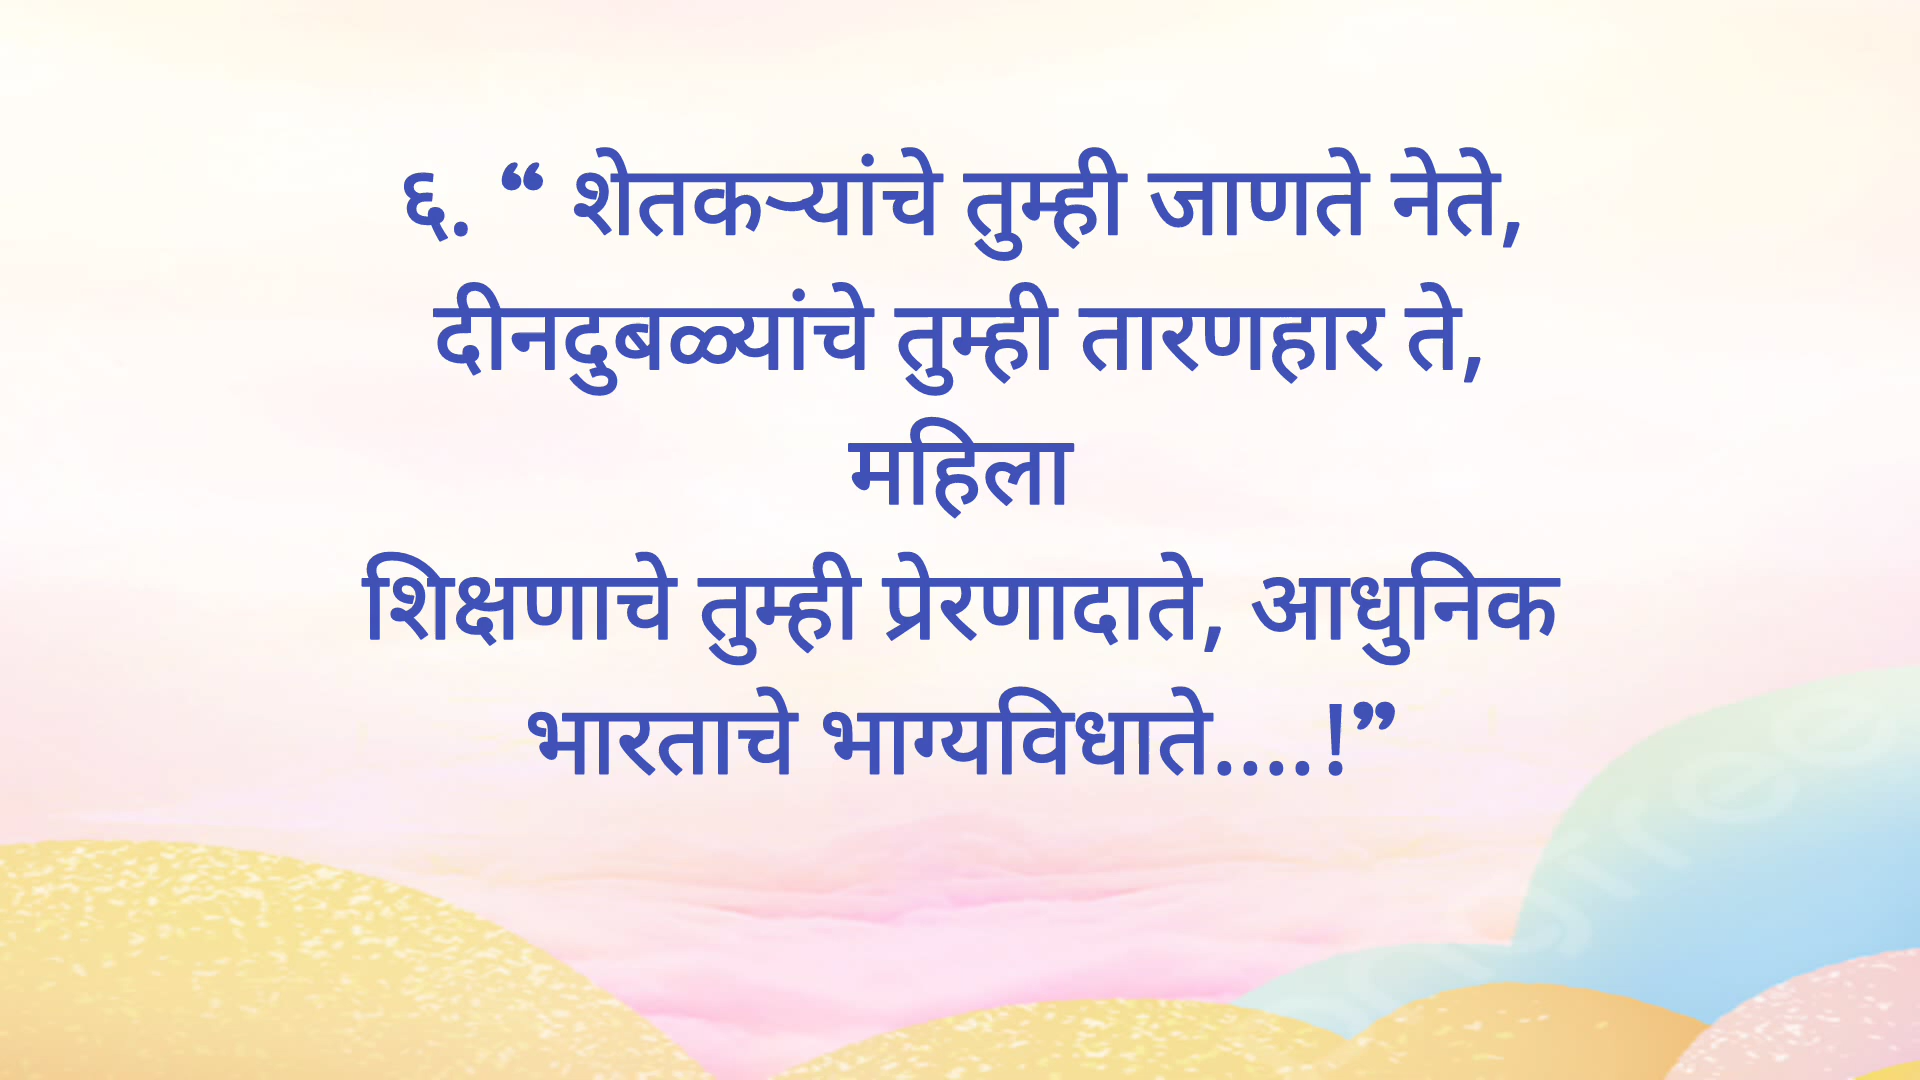 ६. “ शेतकऱ्यांचे तुम्ही जाणते नेते,
दीनदुबळ्यांचे तुम्ही तारणहार ते,
महिला
शिक्षणाचे तुम्ही प्रेरणादाते, आधुनिक
भारताचे भाग्यविधाते....!”